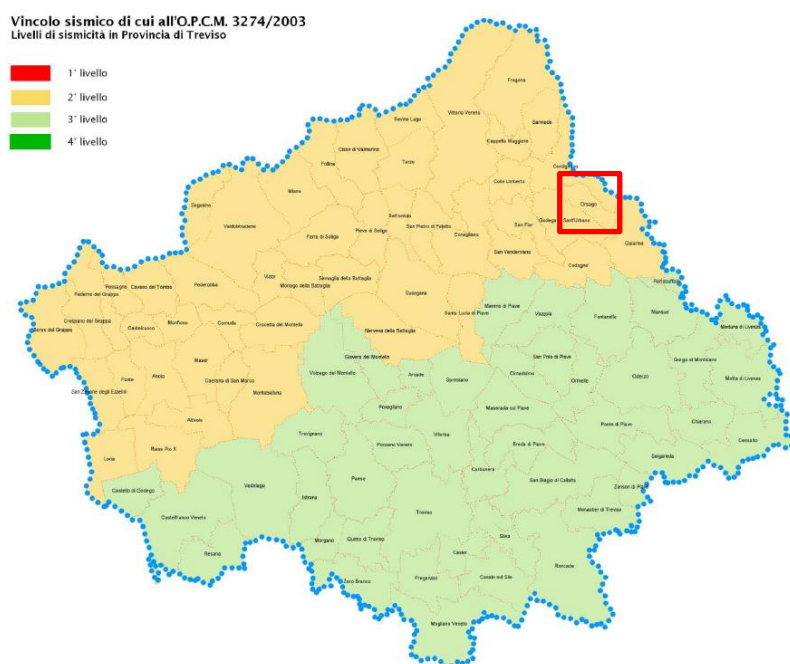 Vincolo sismico di cui all'O.P.C.M. 3274/2003
Livelli di sismicità in Provincia di Treviso
1° livello
2° livello
3° livello
4° livello
Fregona
Vittorio Veneto
Revine Lago
Sarmede
Cison di Valmarino
Cappella Maggiore
Follina
Tarzo
Cordignano
Colle Umberto
Miane
Orsago
Segusino
Refrontolo
Godega Sant'Urbano
Valdobbiadene
Pieve di Soligo
San Pietro di Feletto
San Fior
Farra di Soligo
Conegliano
Gaiarine
San Vendemiano
Vidor
Codognè
Sernaglia della Battaglia
Possagno
Cavaso del Tomba
Pederobba
Moriago della Battaglia
Portobuffolè
Paderno del Grappa
Susegana
Mareno di Piave
Santa Lucia di Piave
Vazzola
Fontanelle
Mansuè
Crespano del Grappa
Monfumo
Cornuda
Crocetta del Montello
Castelcucco
Nervesa della Battaglia
Meduna di Livenza
Giavera del Montello
San Polo di Piave
Gorgo al Monticano
Maser
Volpago del Montello
Arcade
Spresiano
Cimadolmo
Oderzo
Motta di Livenza
Fonte
Asolo
Caerano di San Marco
Ormelle
San Zenone degli Ezzelini
Montebelluna
Povegliano
Maserada sul Piave
Altivole
Ponte di Piave
Chiarano
Trevignano
Villorba
Cessalto
Ponzano Veneto
Breda di Piave
Riese Pio X
Loria
Salgareda
Carbonera
Paese
San Biagio di Callalta
Vedelago
Zenson di Piave
Castello di Godego
Istrana
Monastier di Treviso
Treviso
Castelfranco Veneto
Silea
Morgano
Quinto di Treviso
Resana
Casier
Roncade
Zero Branco
Preganziol
Casale sul Sile
Mogliano Veneto